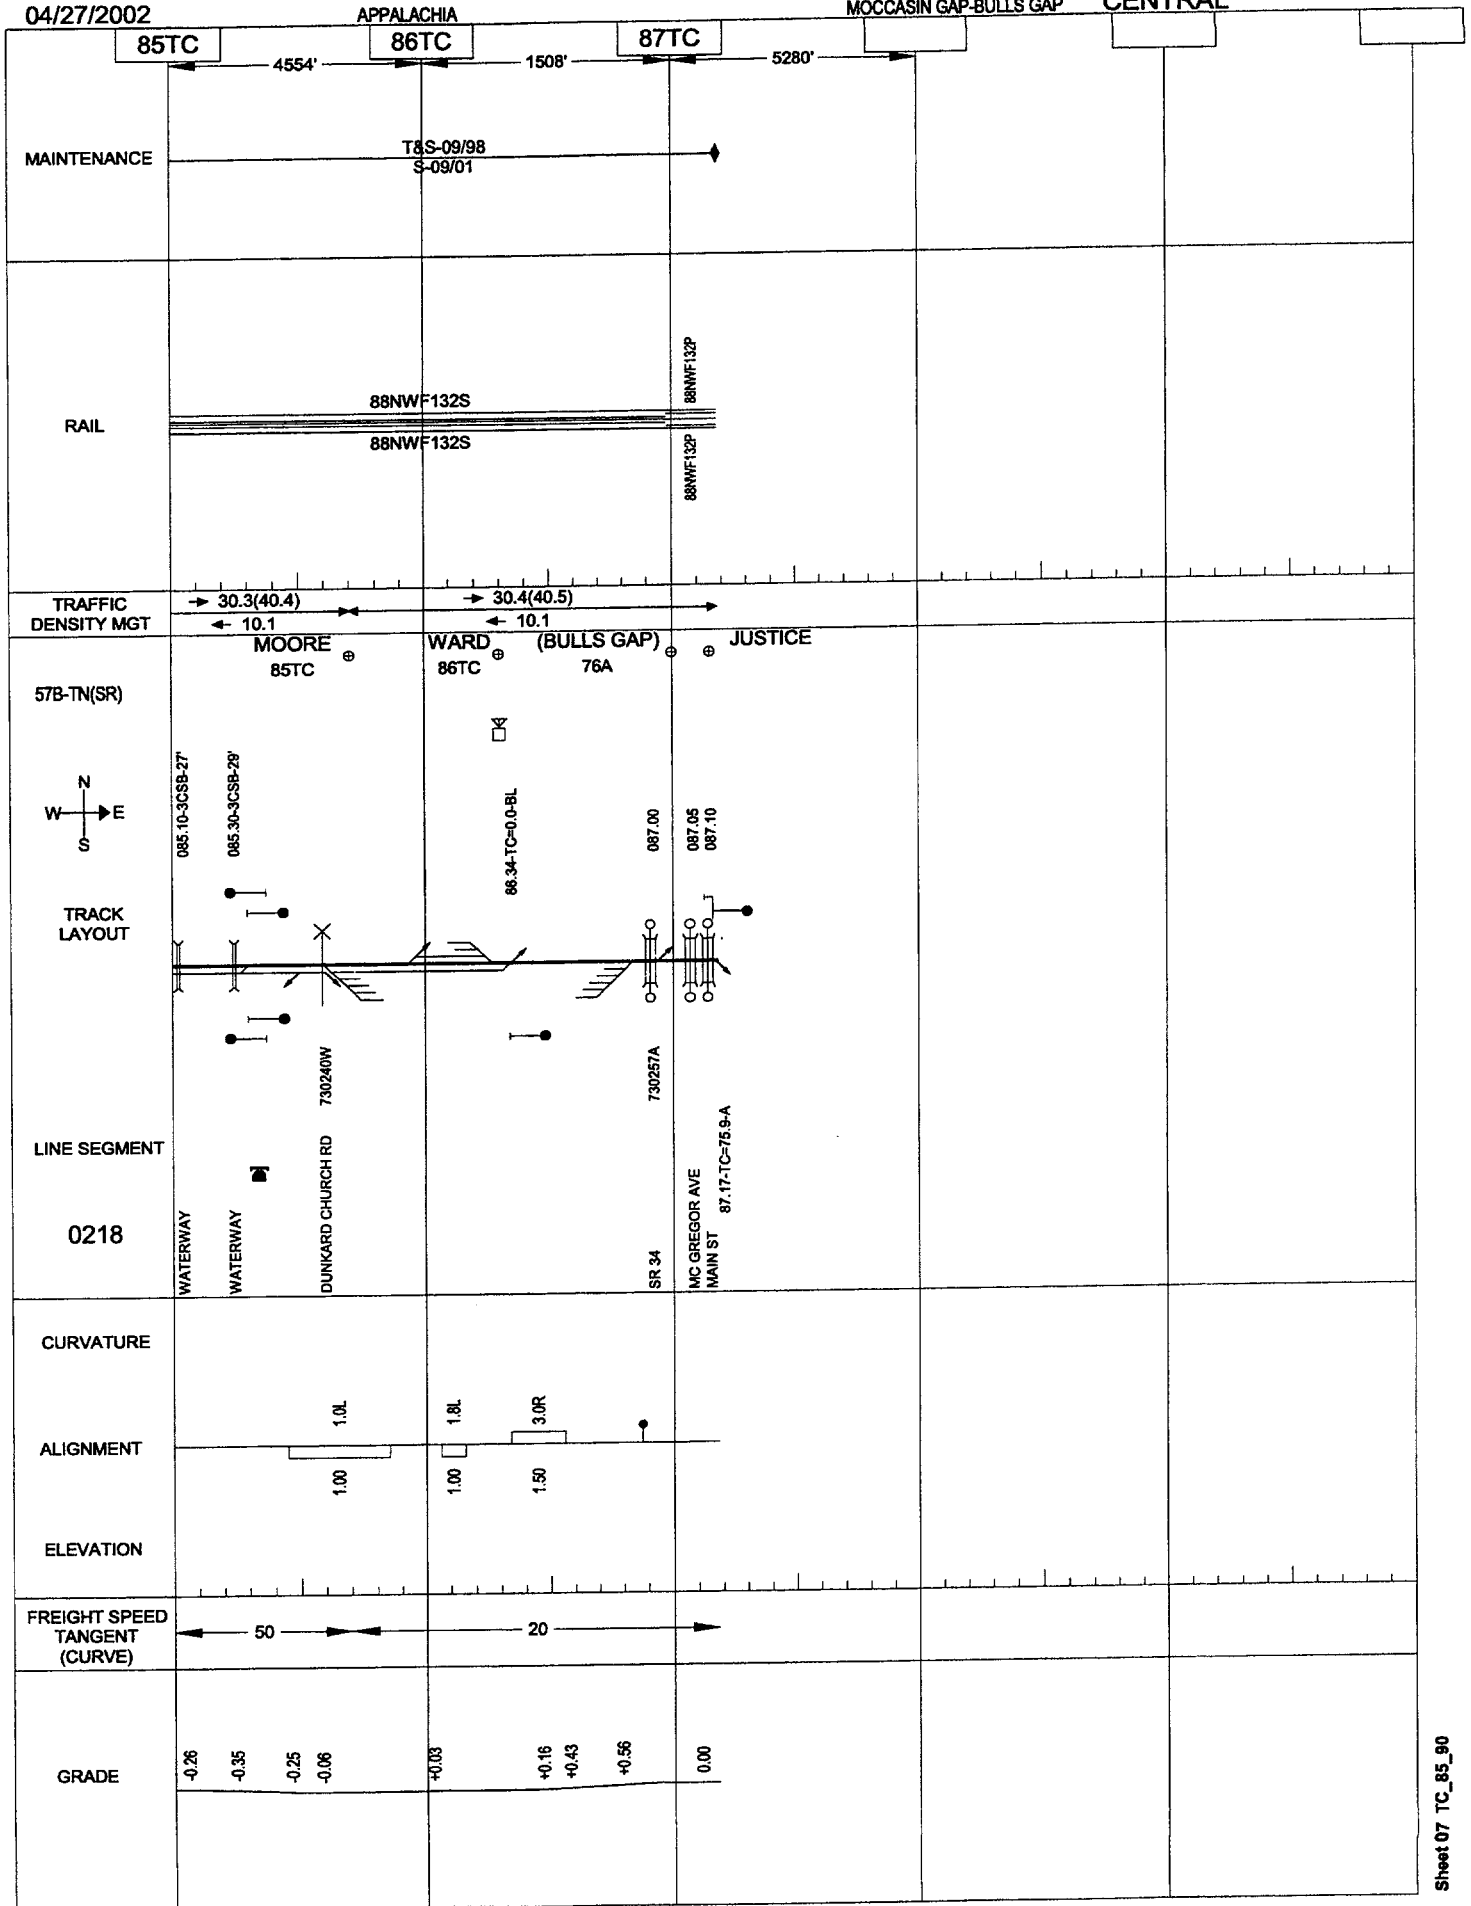 04/27/2002
APPALACHIA
MOCCASIN GAP-BULLS GAP
CENTRAL
85TC
86TC
87TC
4554'
1508'
5280'
MAINTENANCE
T&S-09/98
S-09/01
RAIL
88NWF132S
88NWF132S
88NWF132P
88NWF132P
TRAFFIC
DENSITY MGT
30.3(40.4)
10.1
30.4(40.5)
10.1
MOORE
85TC
WARD
86TC
(BULLS GAP)
76A
JUSTICE
57B-TN(SR)
N
W
E
S
085.10-3CSB-27'
085.30-3CSB-29'
86.34-TC=0.0-BL
087.00
087.05
087.10
TRACK
LAYOUT
730240W
730257A
LINE SEGMENT
0218
WATERWAY
WATERWAY
DUNKARD CHURCH RD
SR 34
MC GREGOR AVE
MAIN ST
87.17-TC=75.9-A
CURVATURE
1.0L
1.8L
3.0R
ALIGNMENT
1.00
1.00
1.50
ELEVATION
FREIGHT SPEED
TANGENT
(CURVE)
50
20
GRADE
-0.26
-0.35
-0.25
-0.06
+0.03
+0.16
+0.43
+0.56
0.00
Sheet 07 TC_85_90